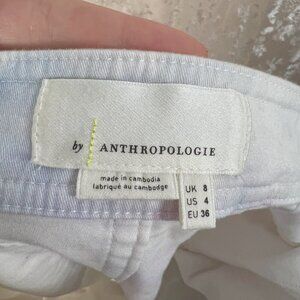 by ANTHROPOLOGIE
made in cambodia
labriqué au cambodge
UK 8
US 4
EU 36